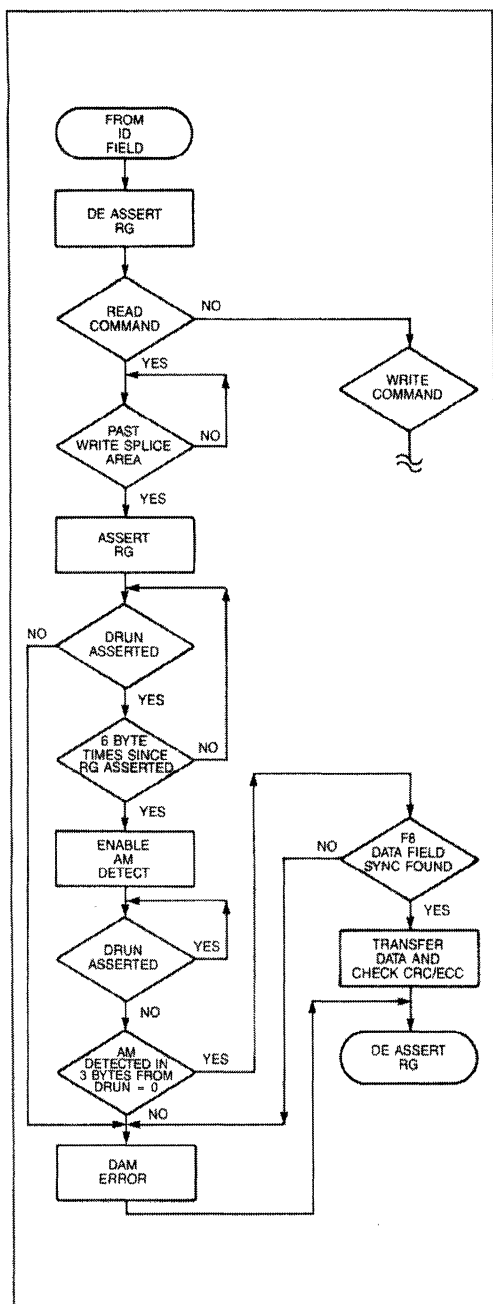 FROM
ID
FIELD
DE ASSERT
RG
READ
COMMAND
NO
YES
WRITE
COMMAND
PAST
WRITE SPLICE
AREA
NO
YES
ASSERT
RG
NO
DRUN
ASSERTED
YES
6 BYTE
TIMES SINCE
RG ASSERTED
NO
YES
ENABLE
AM
DETECT
DRUN
ASSERTED
YES
NO
AM
DETECTED IN
3 BYTES FROM
DRUN = 0
YES
NO
DAM
ERROR
NO
F8
DATA FIELD
SYNC FOUND
YES
TRANSFER
DATA AND
CHECK CRC/ECC
DE ASSERT
RG